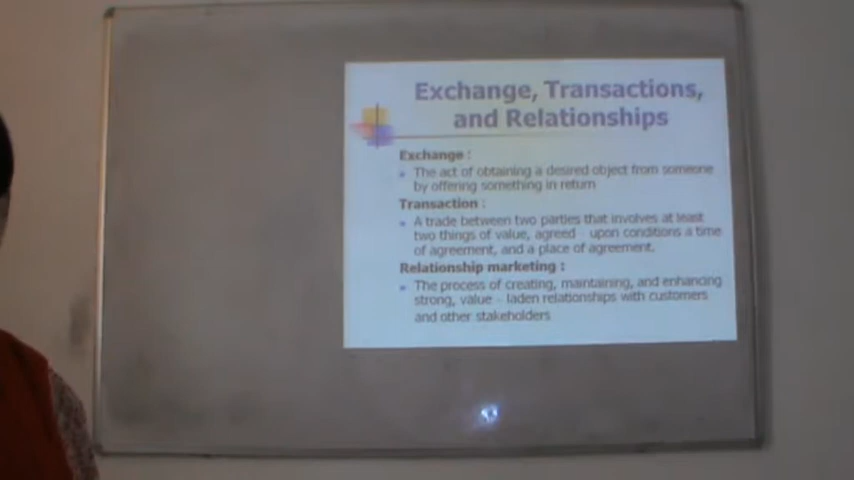 Exchange, Transactions,
and Relationships
Exchange :
The act of obtaining a desired object from someone
by offering something in return
Transaction :
A trade between two parties that involves at least
two things of value, agreed - upon conditions a time
of agreement, and a place of agreement.
Relationship marketing :
The process of creating, maintaining, and enhancing
strong, value - laden relationships with customers
and other stakeholders